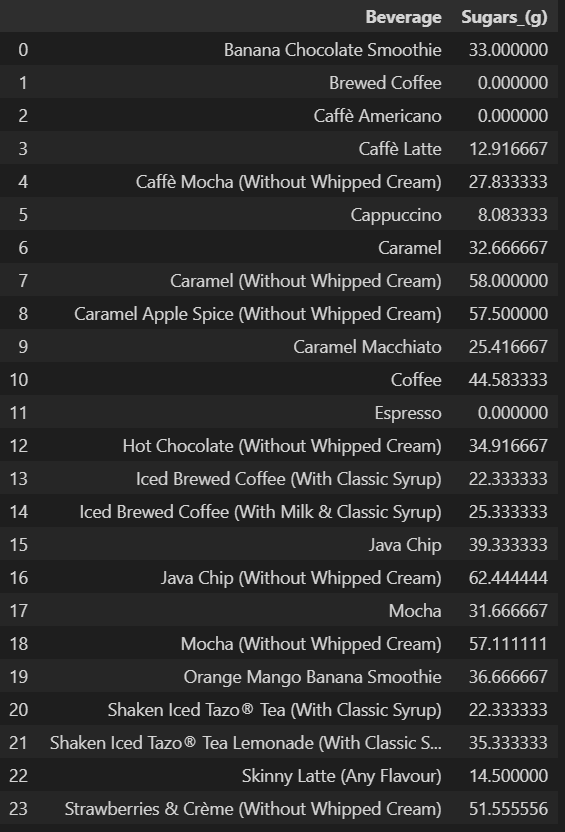 Beverage Sugars_(g)
0 Banana Chocolate Smoothie 33.000000
1 Brewed Coffee 0.000000
2 Caffè Americano 0.000000
3 Caffè Latte 12.916667
4 Caffè Mocha (Without Whipped Cream) 27.833333
5 Cappuccino 8.083333
6 Caramel 32.666667
7 Caramel (Without Whipped Cream) 58.000000
8 Caramel Apple Spice (Without Whipped Cream) 57.500000
9 Caramel Macchiato 25.416667
10 Coffee 44.583333
11 Espresso 0.000000
12 Hot Chocolate (Without Whipped Cream) 34.916667
13 Iced Brewed Coffee (With Classic Syrup) 22.333333
14 Iced Brewed Coffee (With Milk & Classic Syrup) 25.333333
15 Java Chip 39.333333
16 Java Chip (Without Whipped Cream) 62.444444
17 Mocha 31.666667
18 Mocha (Without Whipped Cream) 57.111111
19 Orange Mango Banana Smoothie 36.666667
20 Shaken Iced Tazo® Tea (With Classic Syrup) 22.333333
21 Shaken Iced Tazo® Tea Lemonade (With Classic S... 35.333333
22 Skinny Latte (Any Flavour) 14.500000
23 Strawberries & Crème (Without Whipped Cream) 51.555556